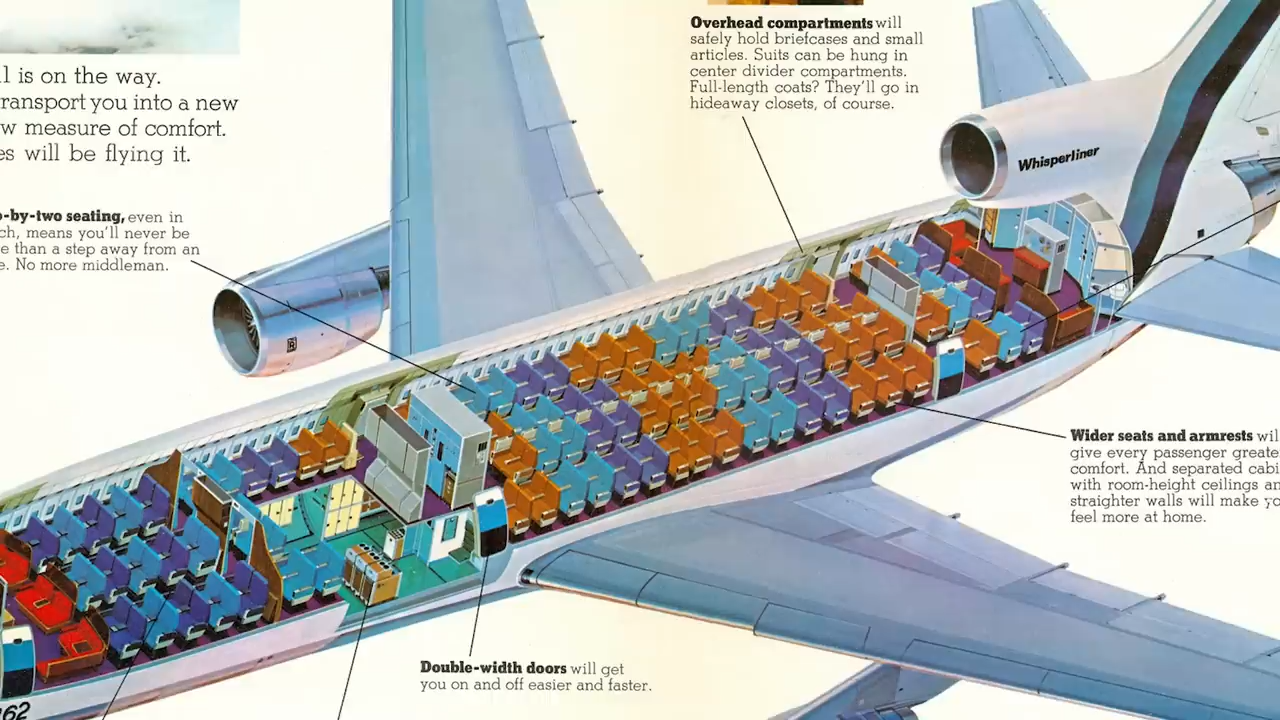 l is on the way.
ransport you into a new
w measure of comfort.
es will be flying it.
o-by-two seating, even in
ch, means you'll never be
e than a step away from an
e. No more middleman.
Overhead compartments will
safely hold briefcases and small
articles. Suits can be hung in
center divider compartments.
Full-length coats? They'll go in
hideaway closets, of course.
Whisperliner
Wider seats and armrests wil
give every passenger greate
comfort. And separated cabi
with room-height ceilings an
straighter walls will make yo
feel more at home.
Double-width doors will get
you on and off easier and faster.
362